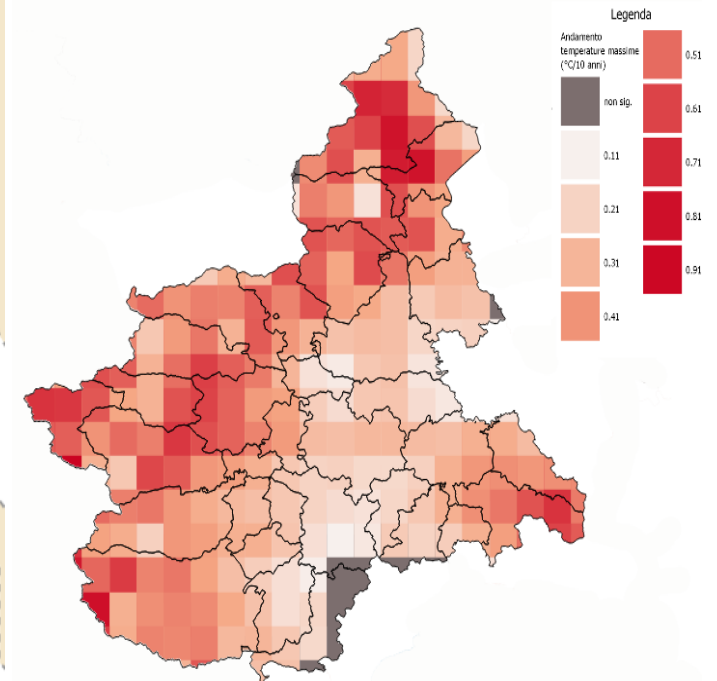 Legenda
Andamento
temperature massime
(°C/10 anni)
non sig.
0.11
0.21
0.31
0.41
0.51
0.61
0.71
0.81
0.91